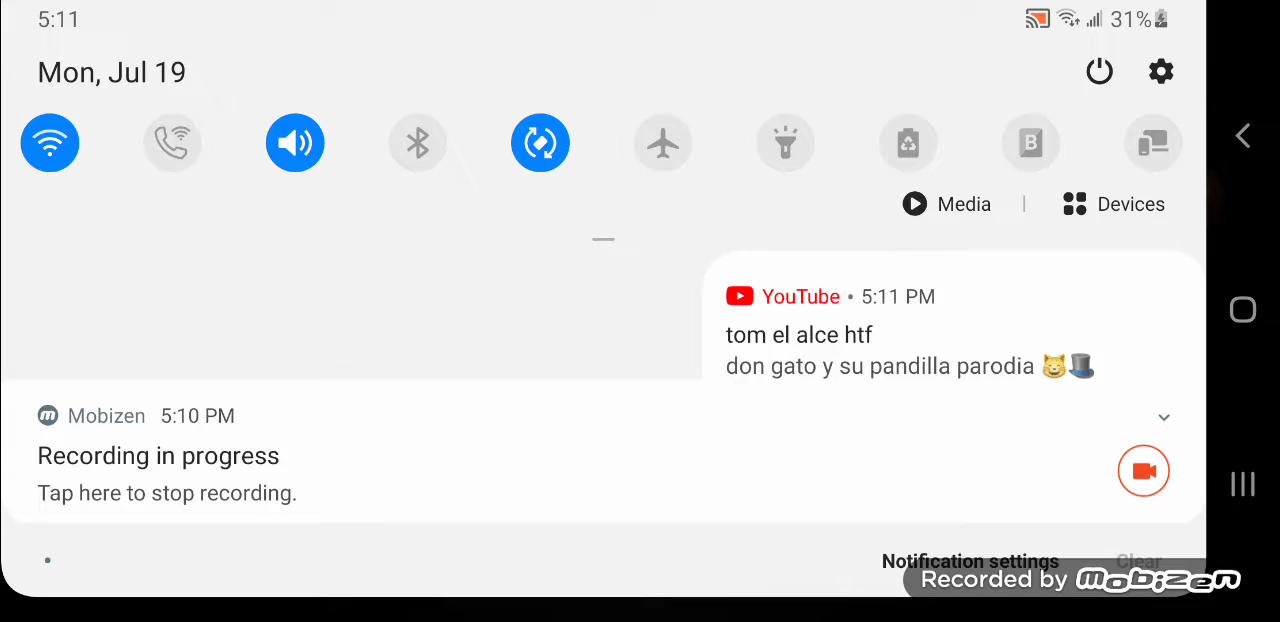 5:11
31%
Mon, Jul 19
B
Media | Devices
YouTube • 5:11 PM
tom el alce htf
don gato y su pandilla parodia 😸🎩
m Mobizen 5:10 PM
Recording in progress
Tap here to stop recording.
Notification settings Clear
Recorded by Mobizen